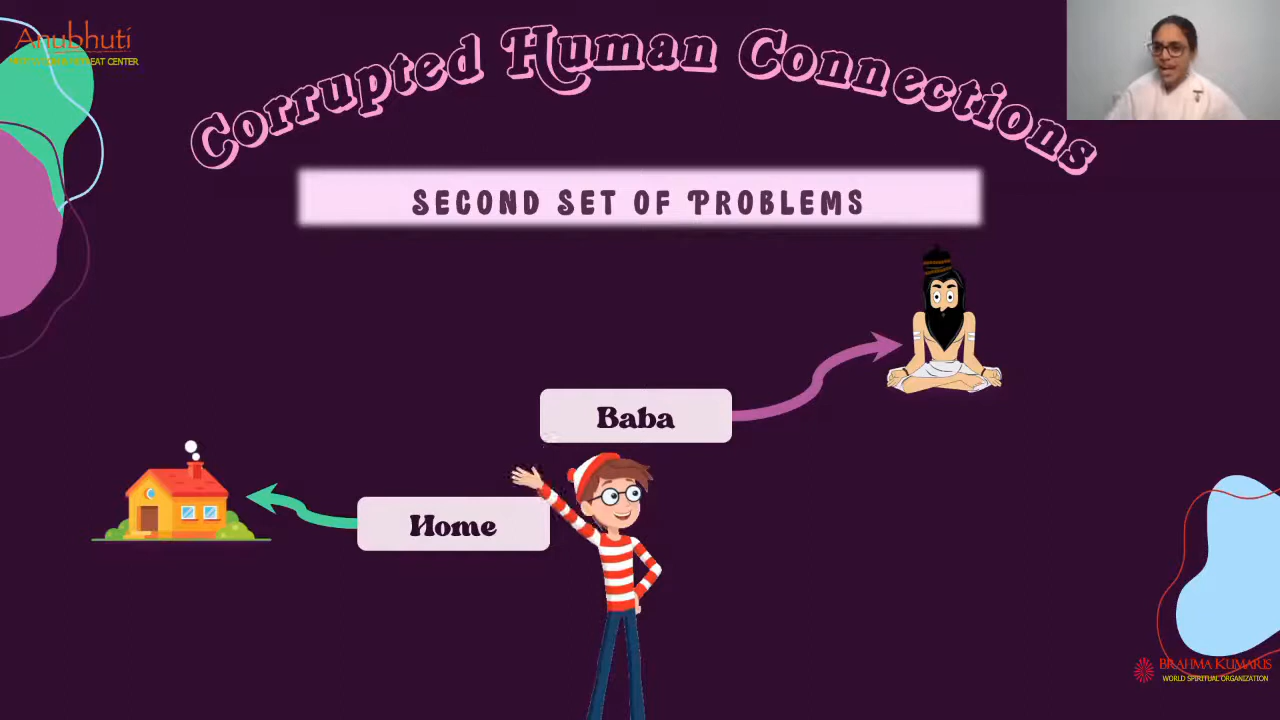 Anubhuti
Corrupted Human Connections
SECOND SET OF PROBLEMS
Baba
Home
BRAHMA KUMARIS
WORLD SPIRITUAL ORGANIZATION